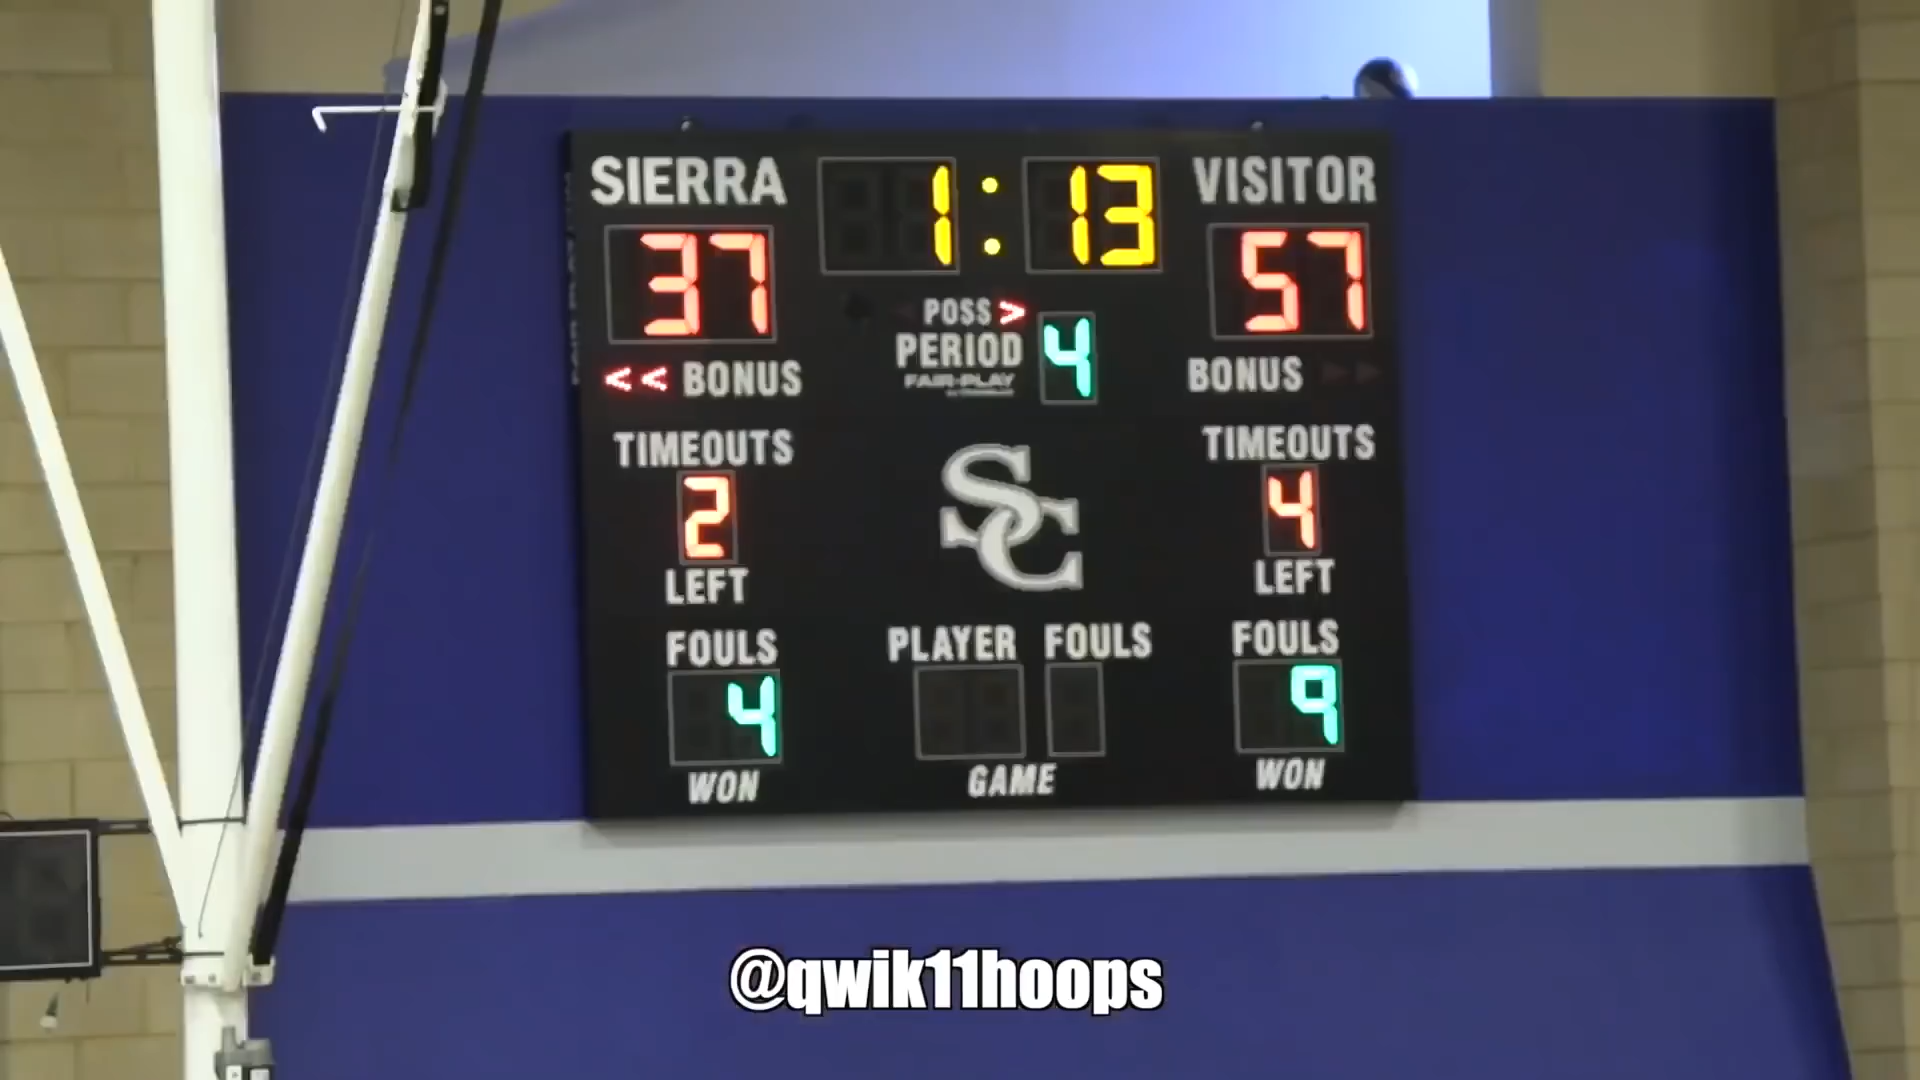 SIERRA 1:13 VISITOR
37 57
POSS >
PERIOD 4
FAIR-PLAY
<< BONUS BONUS
TIMEOUTS TIMEOUTS
2 4
LEFT LEFT
SC
FOULS PLAYER FOULS FOULS
4 9
WON GAME WON
@qwik11hoops